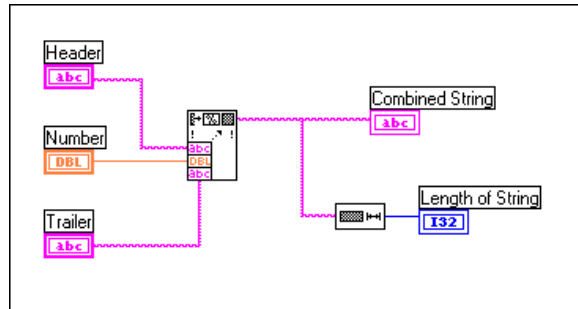 Header
abc
Combined String
abc
Number
DBL
abc
DBL
abc
Length of String
I32
Trailer
abc